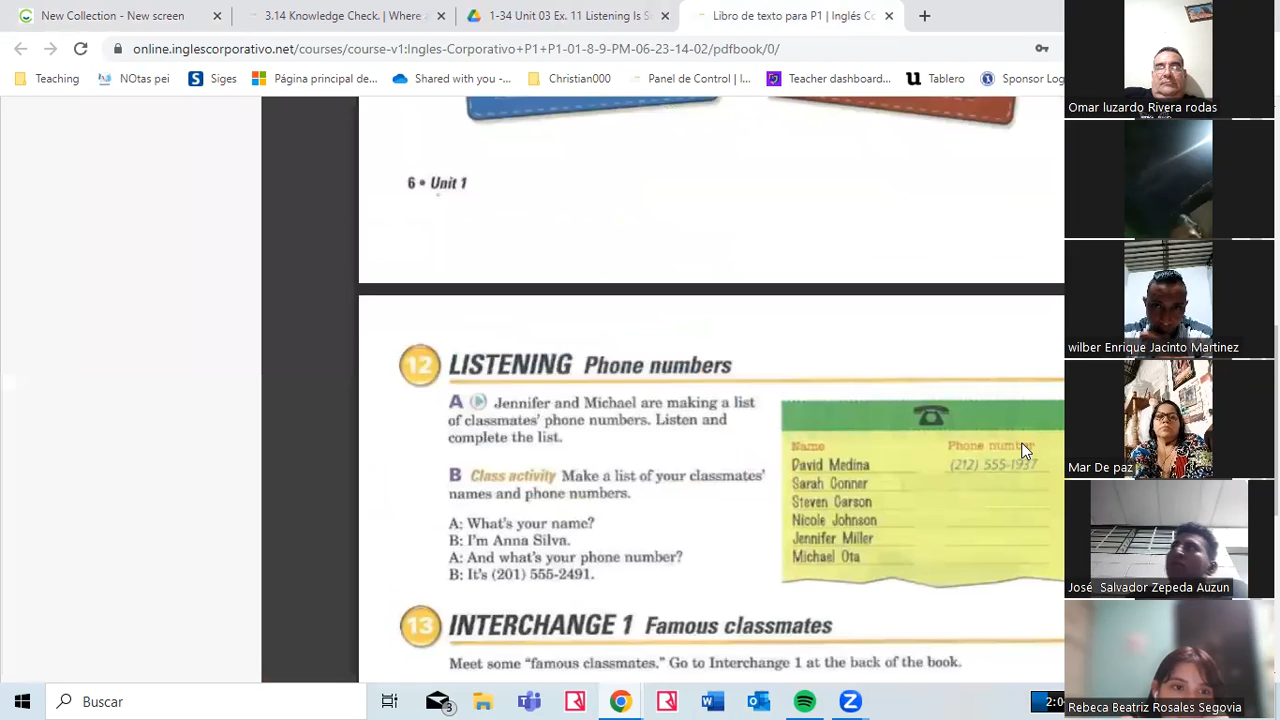 New Collection - New screen
3.14 Knowledge Check. | Where a
1-34 Unit 03 Ex. 11 Listening Is S
Libro de texto para P1 | Inglés Co
online.inglescorporativo.net/courses/course-v1:Ingles-Corporativo+P1+P1-01-8-9-PM-06-23-14-02/pdfbook/0/
Teaching
NOtas pei
Siges
Página principal de...
Shared with you -...
Christian000
Panel de Control | I...
Teacher dashboard...
Tablero
Sponsor Log
6 • Unit 1
12 LISTENING Phone numbers
A Jennifer and Michael are making a list
of classmates' phone numbers. Listen and
complete the list.
B Class activity Make a list of your classmates'
names and phone numbers.
A: What's your name?
B: I'm Anna Silva.
A: And what's your phone number?
B: It's (201) 555-2491.
Name Phone number
David Medina (212) 555-1937
Sarah Conner
Steven Carson
Nicole Johnson
Jennifer Miller
Michael Ota
13 INTERCHANGE 1 Famous classmates
Meet some "famous classmates." Go to Interchange 1 at the back of the book.
Omar luzardo Rivera rodas
wilber Enrique Jacinto Martinez
Mar De paz
José Salvador Zepeda Auzun
Rebeca Beatriz Rosales Segovia
Buscar
3
2:0